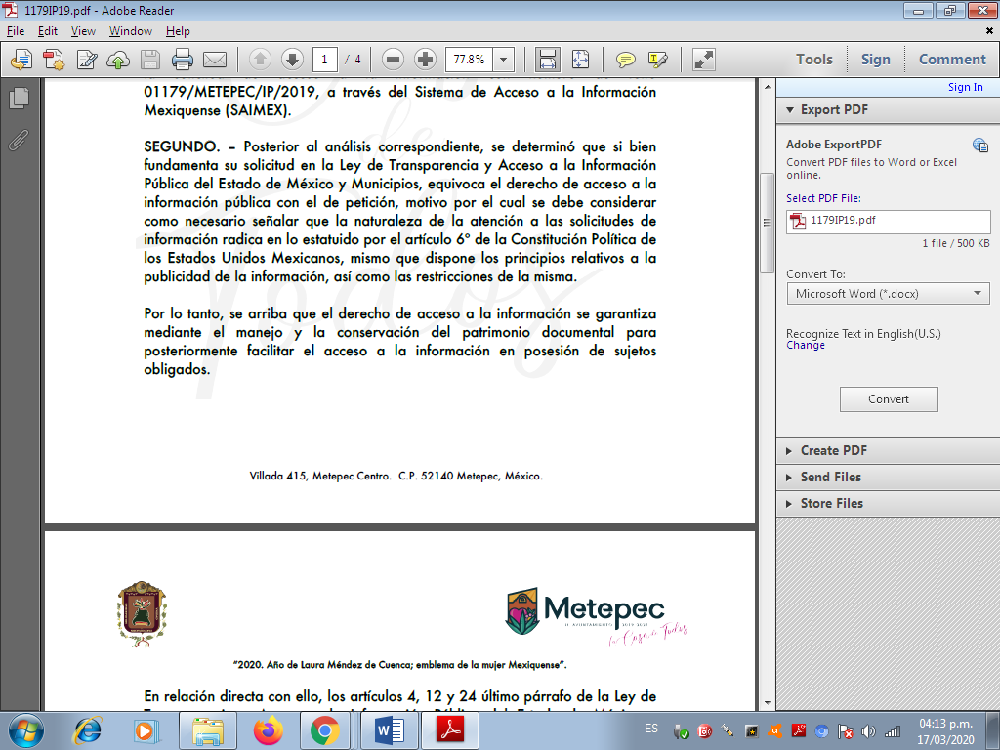 1179IP19.pdf - Adobe Reader
File Edit View Window Help
1 / 4 77.8% Tools Sign Comment
01179/METEPEC/IP/2019, a través del Sistema de Acceso a la Información
Mexiquense (SAIMEX).
SEGUNDO. – Posterior al análisis correspondiente, se determinó que si bien
fundamenta su solicitud en la Ley de Transparencia y Acceso a la Información
Pública del Estado de México y Municipios, equivoca el derecho de acceso a la
información pública con el de petición, motivo por el cual se debe considerar
como necesario señalar que la naturaleza de la atención a las solicitudes de
información radica en lo estatuido por el artículo 6° de la Constitución Política de
los Estados Unidos Mexicanos, mismo que dispone los principios relativos a la
publicidad de la información, así como las restricciones de la misma.
Por lo tanto, se arriba que el derecho de acceso a la información se garantiza
mediante el manejo y la conservación del patrimonio documental para
posteriormente facilitar el acceso a la información en posesión de sujetos
obligados.
de
Todos
Villada 415, Metepec Centro. C.P. 52140 Metepec, México.
Metepec
H. AYUNTAMIENTO 2019-2021
La Casa de Todos
"2020. Año de Laura Méndez de Cuenca; emblema de la mujer Mexiquense".
En relación directa con ello, los artículos 4, 12 y 24 último párrafo de la Ley de
Sign In
Export PDF
Adobe ExportPDF
Convert PDF files to Word or Excel
online.
Select PDF File:
1179IP19.pdf
1 file / 500 KB
Convert To:
Microsoft Word (*.docx)
Recognize Text in English(U.S.)
Change
Convert
Create PDF
Send Files
Store Files
ES
04:13 p.m.
17/03/2020